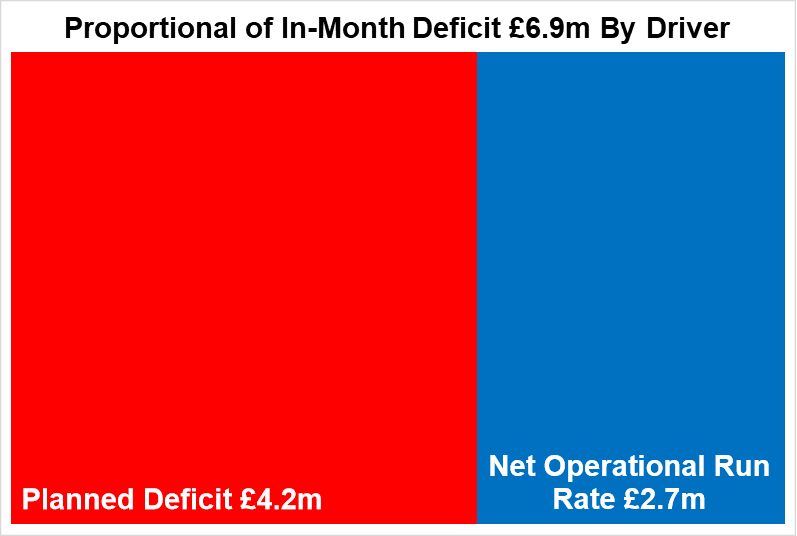 Proportional of In-Month Deficit £6.9m By Driver
Planned Deficit £4.2m
Net Operational Run
Rate £2.7m